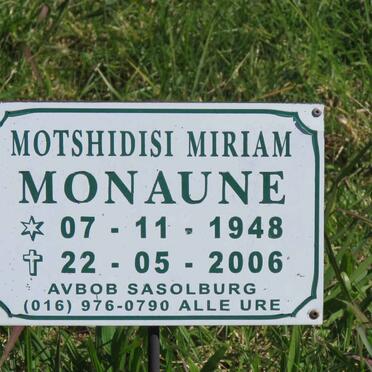 MOTSHIDISI MIRIAM
MONAUNE
07 - 11 - 1948
22 - 05 - 2006
AVBOB SASOLBURG
(016) 976-0790 ALLE URE